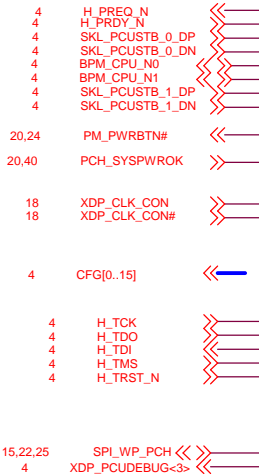 4 H_PREQ_N
4 H_PRDY_N
4 SKL_PCUSTB_0_DP
4 SKL_PCUSTB_0_DN
4 BPM_CPU_N0
4 BPM_CPU_N1
4 SKL_PCUSTB_1_DP
4 SKL_PCUSTB_1_DN
20,24 PM_PWRBTN#
20,40 PCH_SYSPWROK
18 XDP_CLK_CON
18 XDP_CLK_CON#
4 CFG[0..15]
4 H_TCK
4 H_TDO
4 H_TDI
4 H_TMS
4 H_TRST_N
15,22,25 SPI_WP_PCH
4 XDP_PCUDEBUG<3>